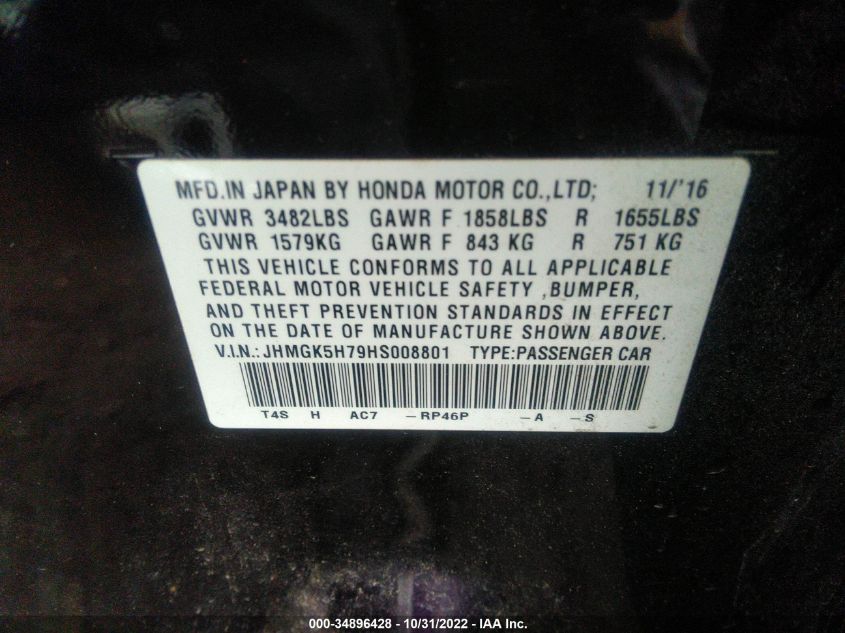 MFD.IN JAPAN BY HONDA MOTOR CO.,LTD; 11/'16
GVWR 3482LBS GAWR F 1858LBS R 1655LBS
GVWR 1579KG GAWR F 843 KG R 751 KG
THIS VEHICLE CONFORMS TO ALL APPLICABLE
FEDERAL MOTOR VEHICLE SAFETY ,BUMPER,
AND THEFT PREVENTION STANDARDS IN EFFECT
ON THE DATE OF MANUFACTURE SHOWN ABOVE.
V.I.N.:JHMGK5H79HS008801 TYPE:PASSENGER CAR
T4S H AC7 –RP46P –A –S
000-34896428 - 10/31/2022 - IAA Inc.